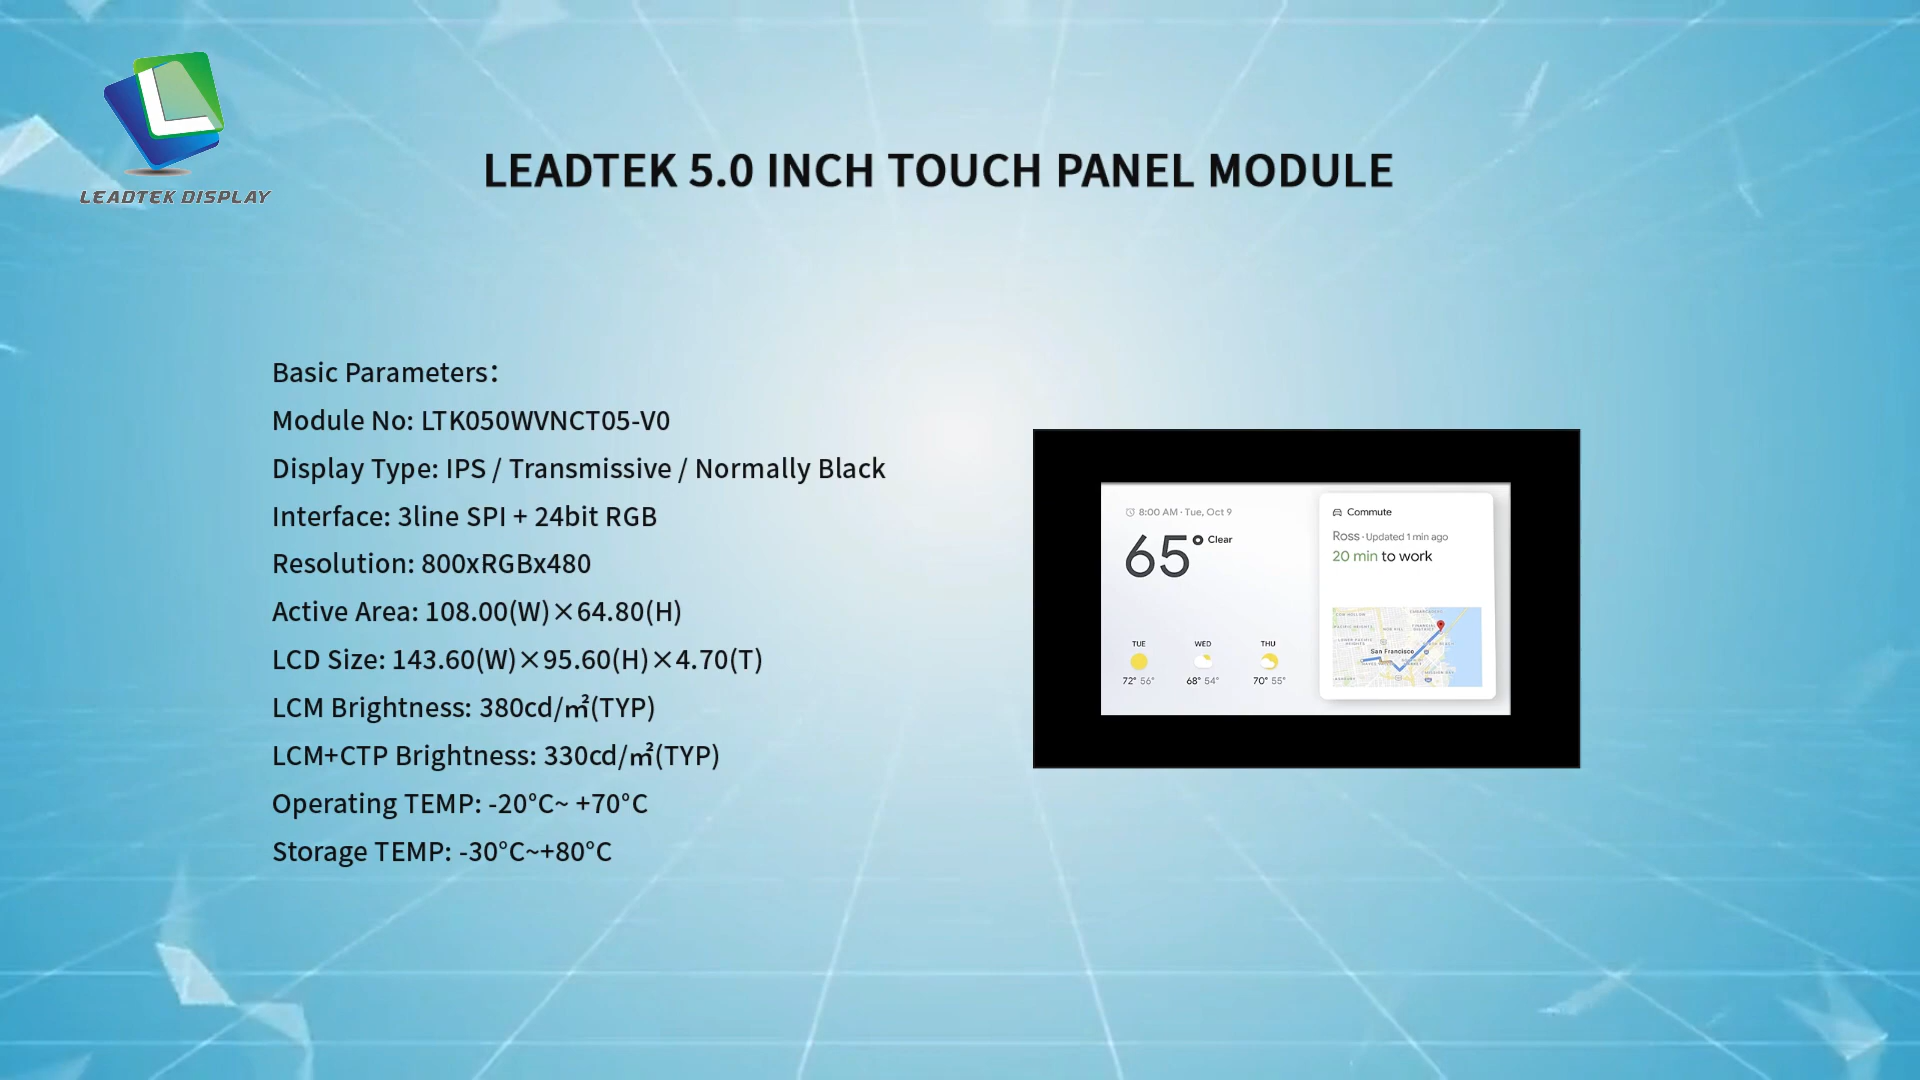 LEADTEK DISPLAY
LEADTEK 5.0 INCH TOUCH PANEL MODULE
Basic Parameters：
Module No: LTK050WVNCT05-V0
Display Type: IPS / Transmissive / Normally Black
Interface: 3line SPI + 24bit RGB
Resolution: 800xRGBx480
Active Area: 108.00(W)×64.80(H)
LCD Size: 143.60(W)×95.60(H)×4.70(T)
LCM Brightness: 380cd/㎡(TYP)
LCM+CTP Brightness: 330cd/㎡(TYP)
Operating TEMP: -20°C~ +70°C
Storage TEMP: -30°C~+80°C
8:00 AM · Tue, Oct 9
65° Clear
TUE WED THU
72° 56° 68° 54° 70° 55°
Commute
Ross · Updated 1 min ago
20 min to work
San Francisco